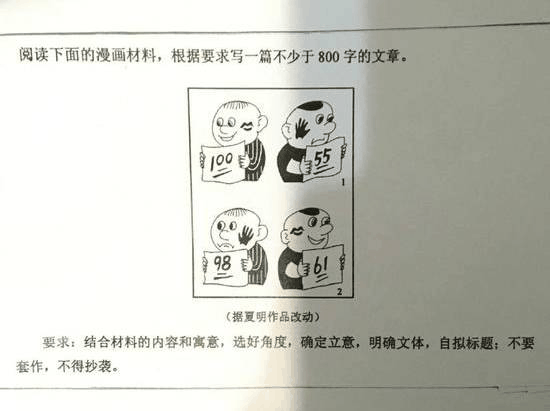 阅读下面的漫画材料，根据要求写一篇不少于800字的文章。
100
55
1
98
61
2
（据夏明作品改动）
要求：结合材料的内容和寓意，选好角度，确定立意，明确文体，自拟标题；不要
套作，不得抄袭。